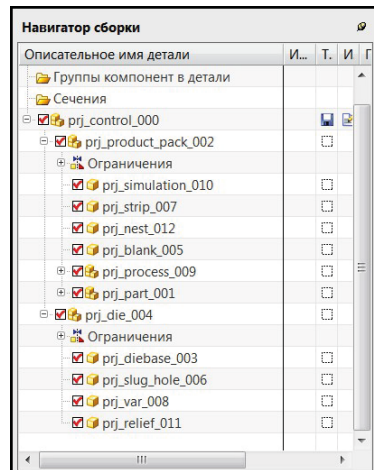 Навигатор сборки
Описательное имя детали И... Т. И Г
Группы компонент в детали
Сечения
prj_control_000
prj_product_pack_002
Ограничения
prj_simulation_010
prj_strip_007
prj_nest_012
prj_blank_005
prj_process_009
prj_part_001
prj_die_004
Ограничения
prj_diebase_003
prj_slug_hole_006
prj_var_008
prj_relief_011